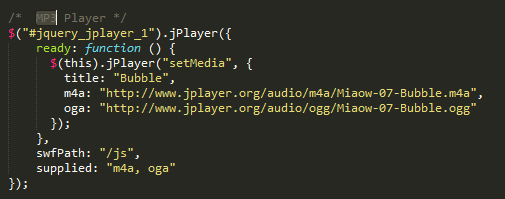 /*  MP3 Player */
$("#jquery_jplayer_1").jPlayer({
    ready: function () {
      $(this).jPlayer("setMedia", {
        title: "Bubble",
        m4a: "http://www.jplayer.org/audio/m4a/Miaow-07-Bubble.m4a",
        oga: "http://www.jplayer.org/audio/ogg/Miaow-07-Bubble.ogg"
      });
    },
    swfPath: "/js",
    supplied: "m4a, oga"
});